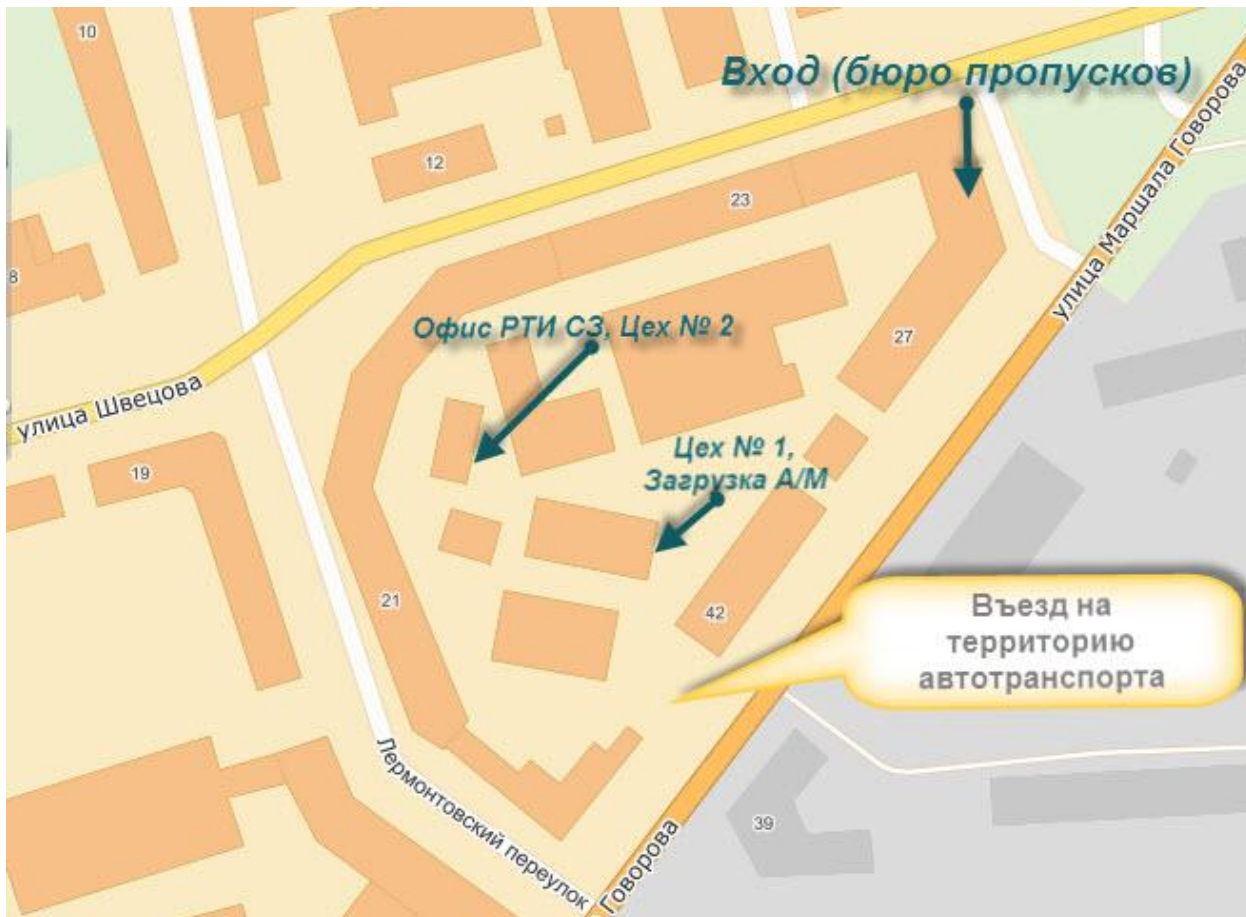 10
Вход (бюро пропусков)
12
23
улица Маршала Говорова
8
Офис РТИ СЗ, Цех № 2
27
улица Швецова
19
Цех № 1,
Загрузка А/М
21
42
Въезд на
территорию
автотранспорта
Лермонтовский переулок
39
Говорова